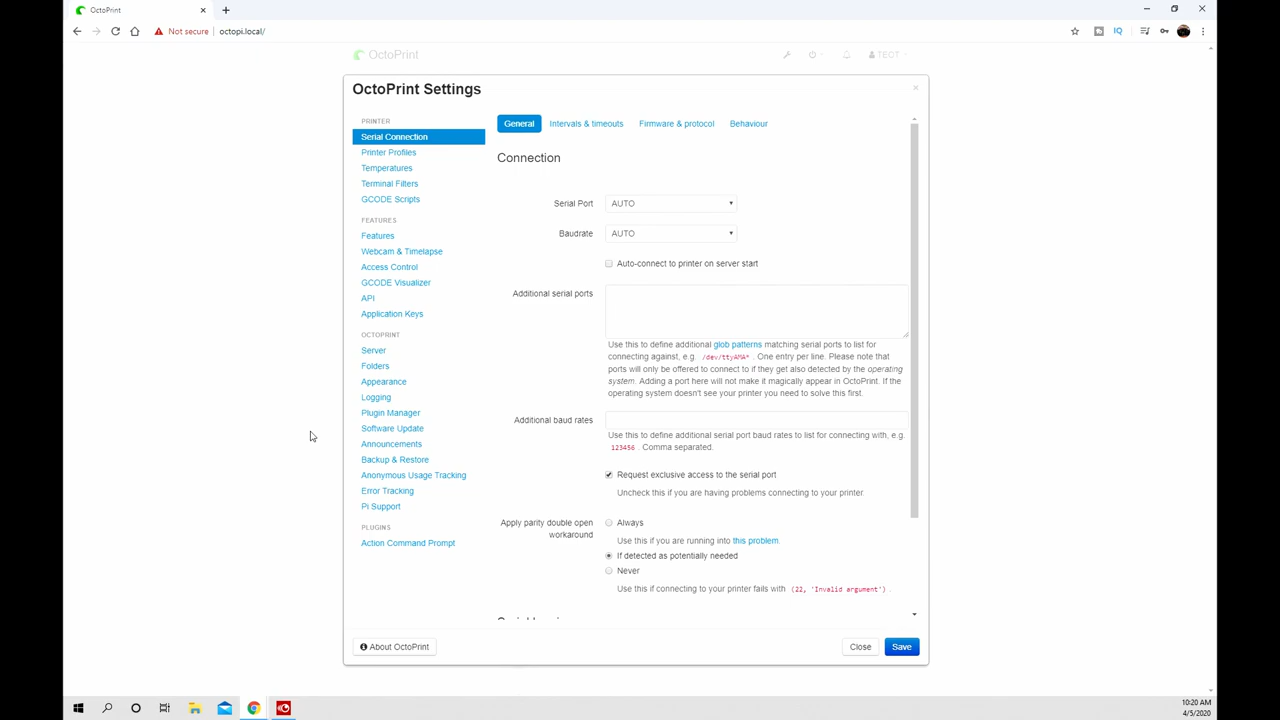 OctoPrint
Not secure
octopi.local/
IQ
OctoPrint
TEOT
OctoPrint Settings
PRINTER
Serial Connection
Printer Profiles
Temperatures
Terminal Filters
GCODE Scripts
FEATURES
Features
Webcam & Timelapse
Access Control
GCODE Visualizer
API
Application Keys
OCTOPRINT
Server
Folders
Appearance
Logging
Plugin Manager
Software Update
Announcements
Backup & Restore
Anonymous Usage Tracking
Error Tracking
Pi Support
PLUGINS
Action Command Prompt
General
Intervals & timeouts
Firmware & protocol
Behaviour
Connection
Serial Port
AUTO
Baudrate
AUTO
Auto-connect to printer on server start
Additional serial ports
Use this to define additional glob patterns matching serial ports to list for
connecting against, e.g. /dev/ttyAMA* . One entry per line. Please note that
ports will only be offered to connect to if they get also detected by the operating
system. Adding a port here will not make it magically appear in OctoPrint. If the
operating system doesn't see your printer you need to solve this first.
Additional baud rates
Use this to define additional serial port baud rates to list for connecting with, e.g.
123456 . Comma separated.
Request exclusive access to the serial port
Uncheck this if you are having problems connecting to your printer.
Apply parity double open
workaround
Always
Use this if you are running into this problem.
If detected as potentially needed
Never
Use this if connecting to your printer fails with (22, 'Invalid argument') .
About OctoPrint
Close
Save
10:20 AM
4/5/2020